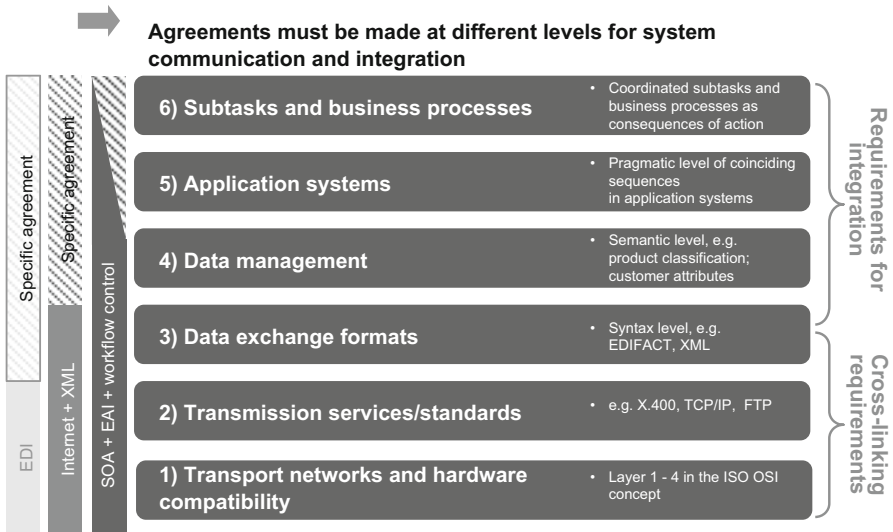 Agreements must be made at different levels for system
communication and integration
Specific agreement
EDI
Specific agreement
Internet + XML
SOA + EAI + workflow control
6) Subtasks and business processes
• Coordinated subtasks and
business processes as
consequences of action
5) Application systems
• Pragmatic level of coinciding
sequences
in application systems
4) Data management
• Semantic level, e.g.
product classification;
customer attributes
3) Data exchange formats
• Syntax level, e.g.
EDIFACT, XML
2) Transmission services/standards
• e.g. X.400, TCP/IP, FTP
1) Transport networks and hardware
compatibility
• Layer 1 - 4 in the ISO OSI
concept
Requirements for
integration
Cross-linking
requirements